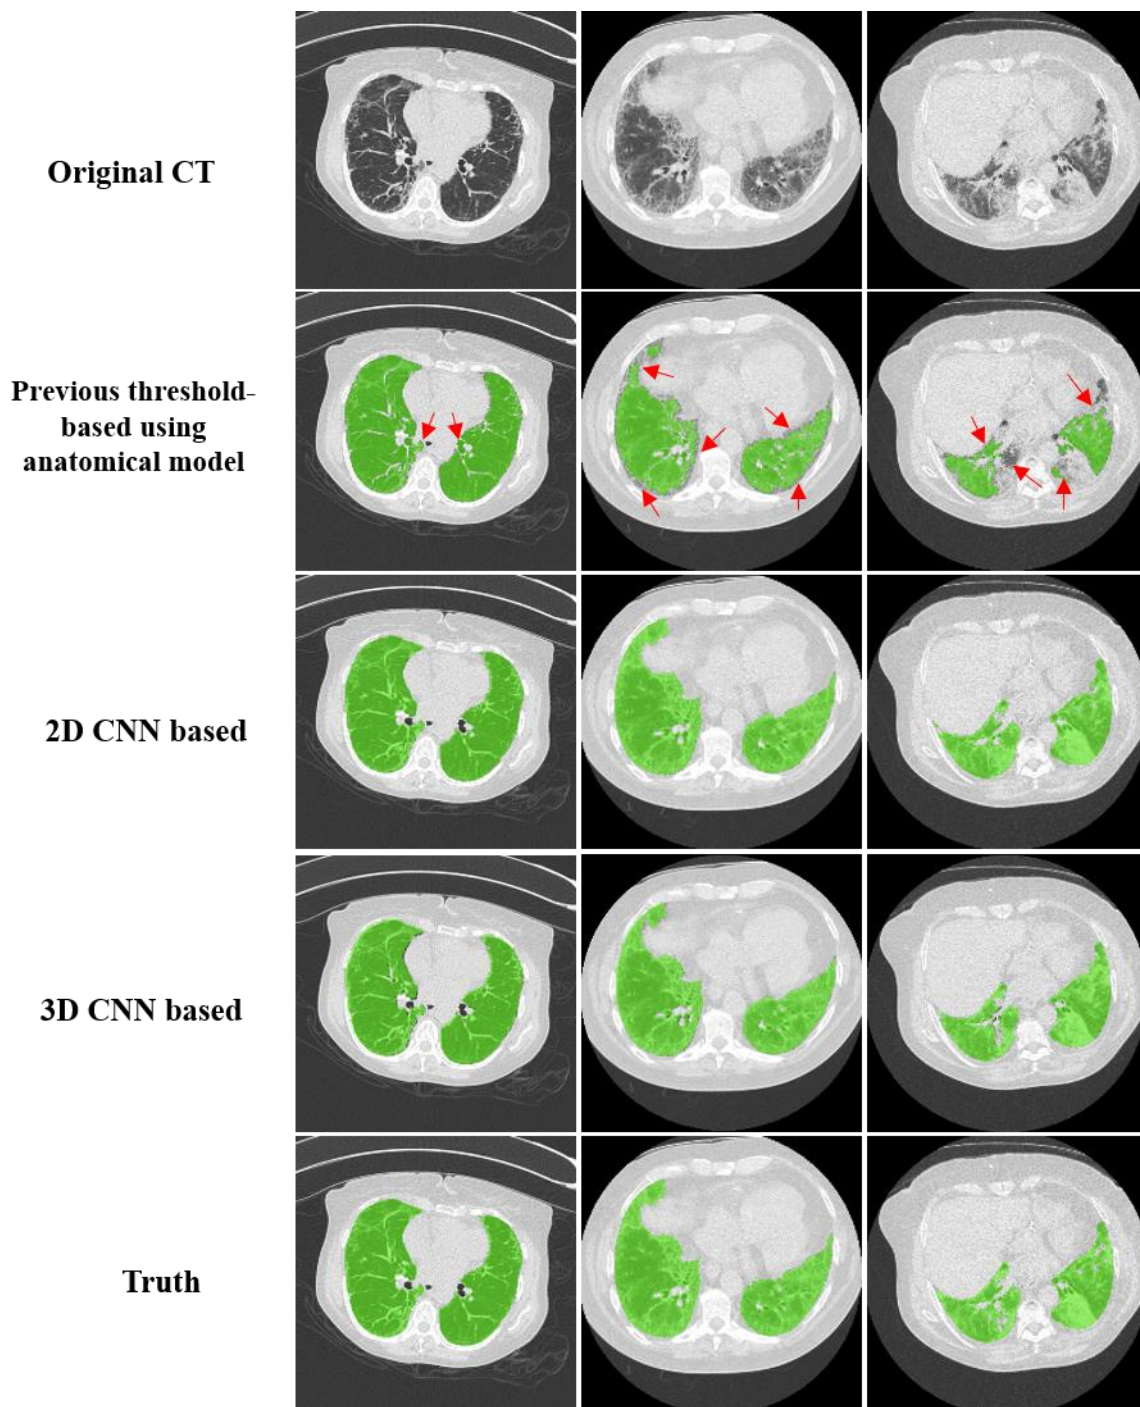 Original CT
Previous threshold-
based using
anatomical model
2D CNN based
3D CNN based
Truth